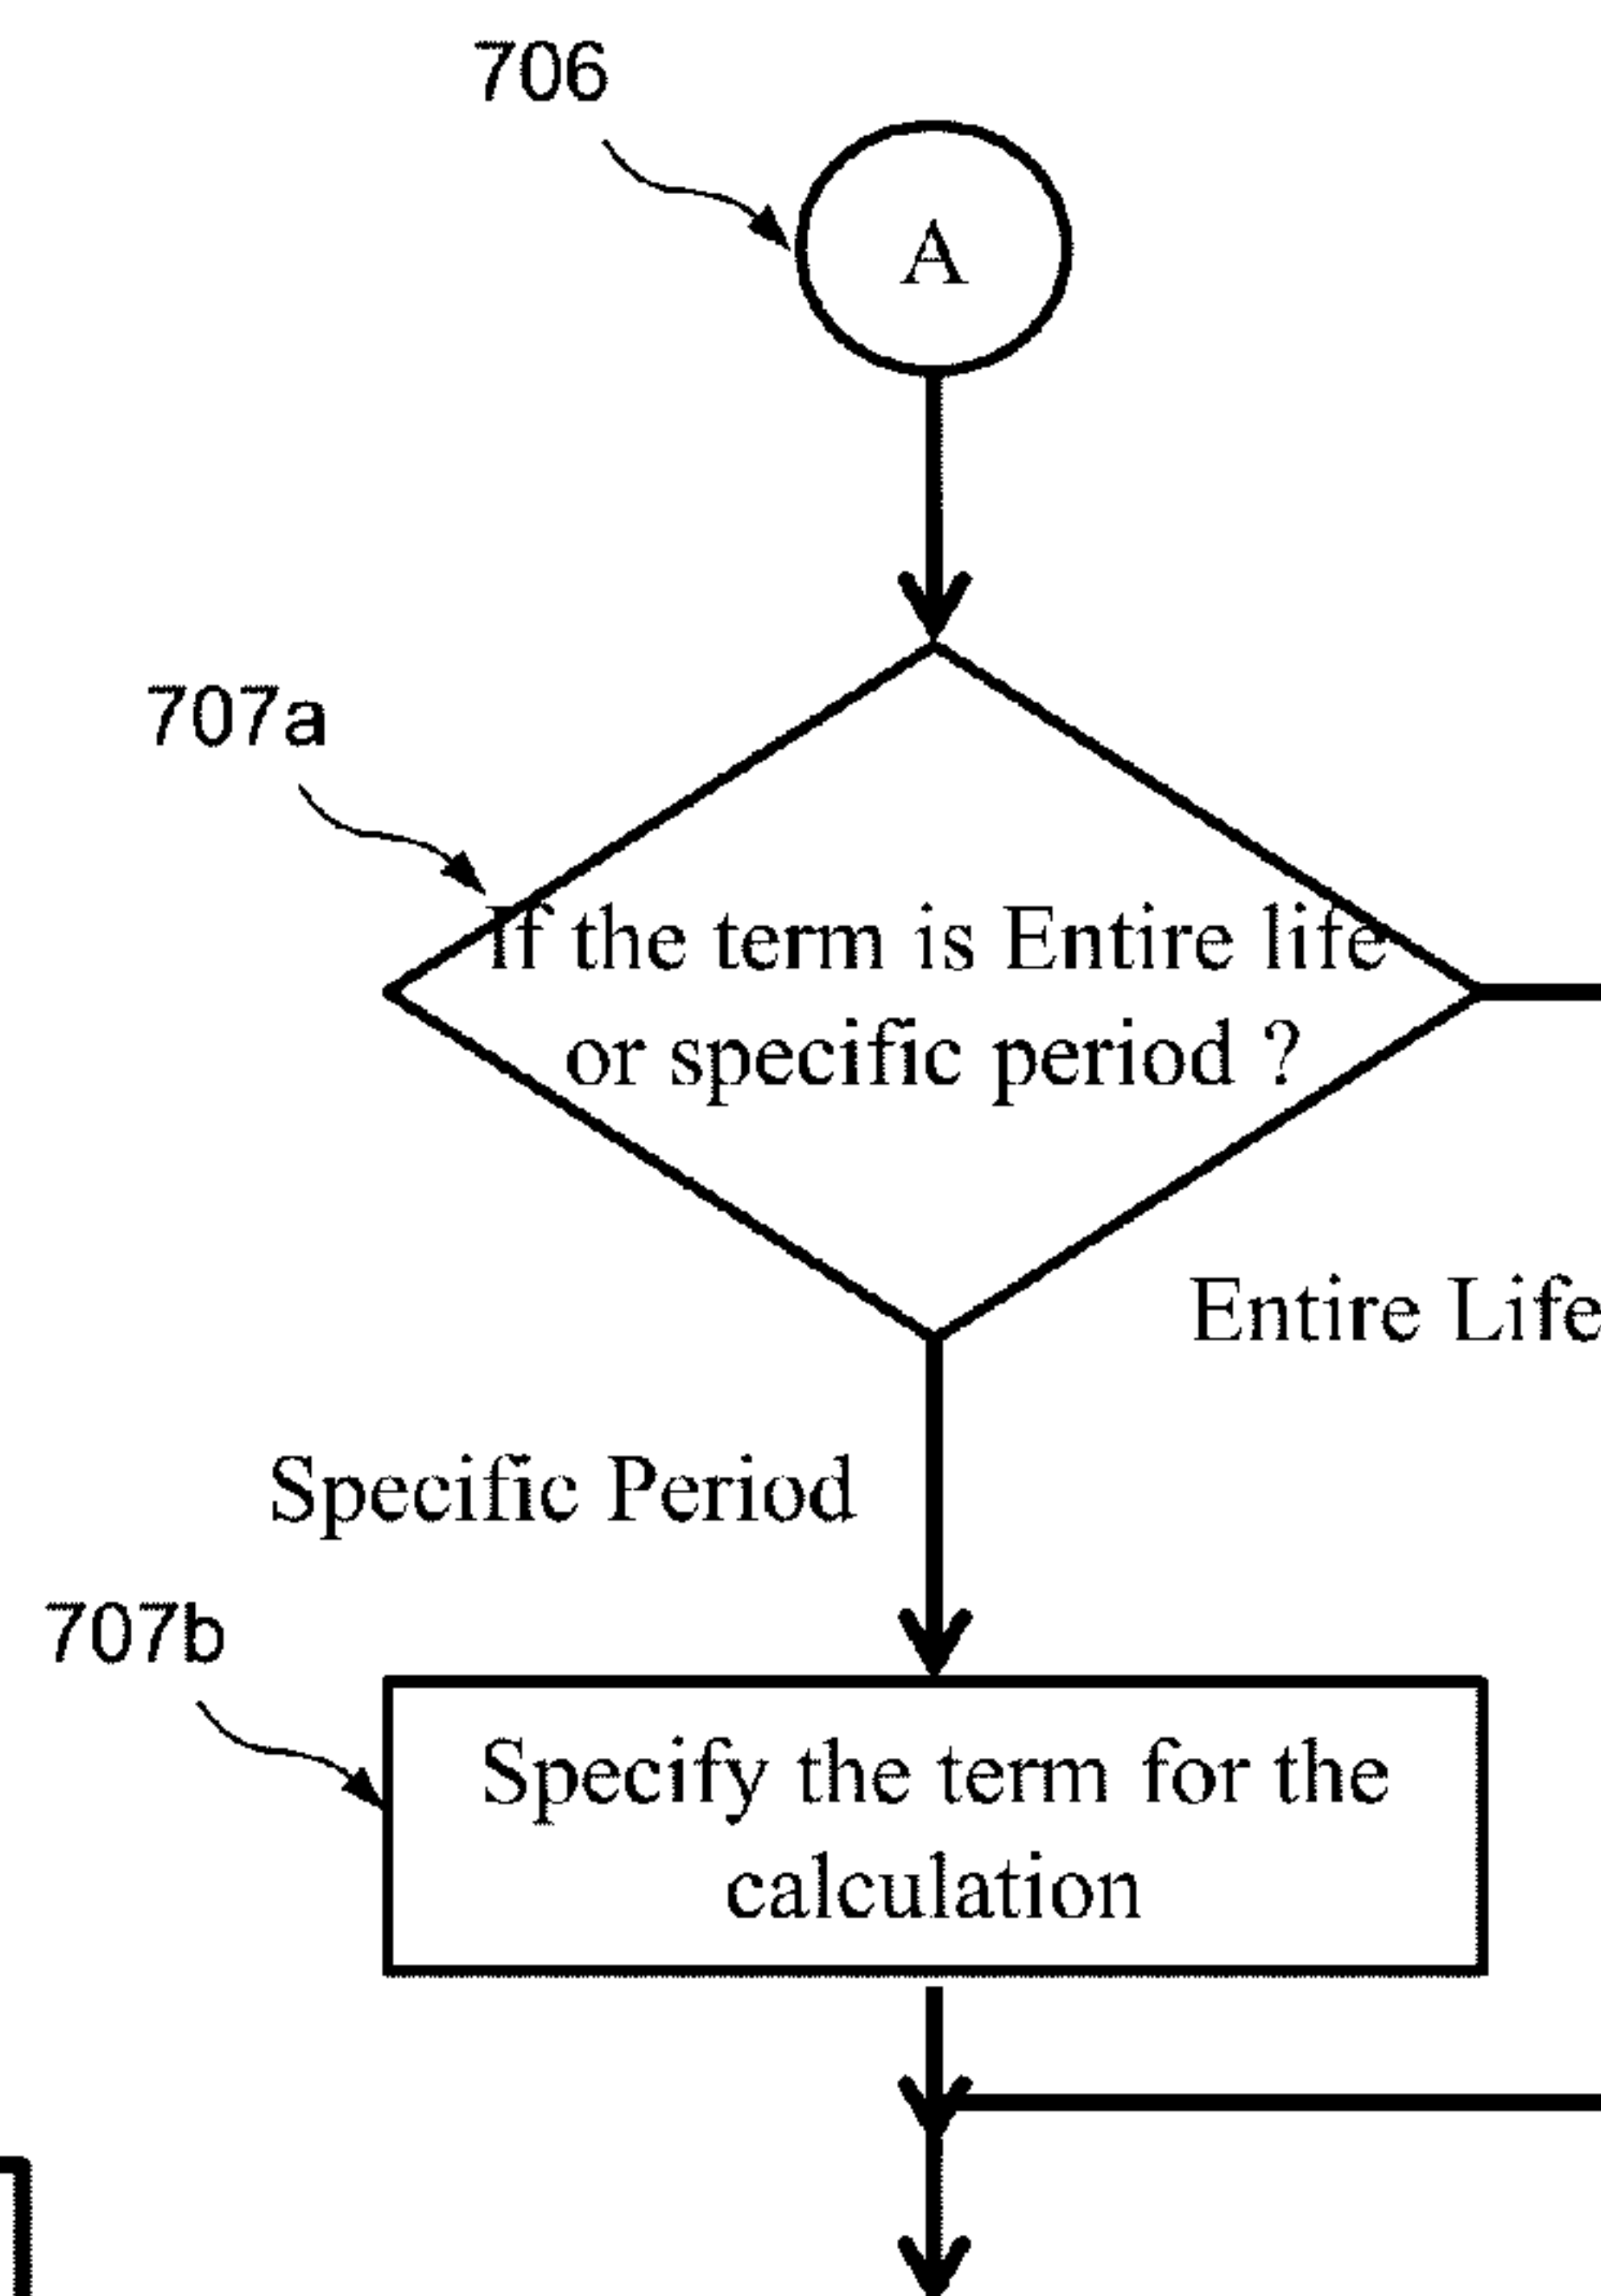 706
A
707a
If the term is Entire life
or specific period ?
Entire Life
Specific Period
707b
Specify the term for the
calculation